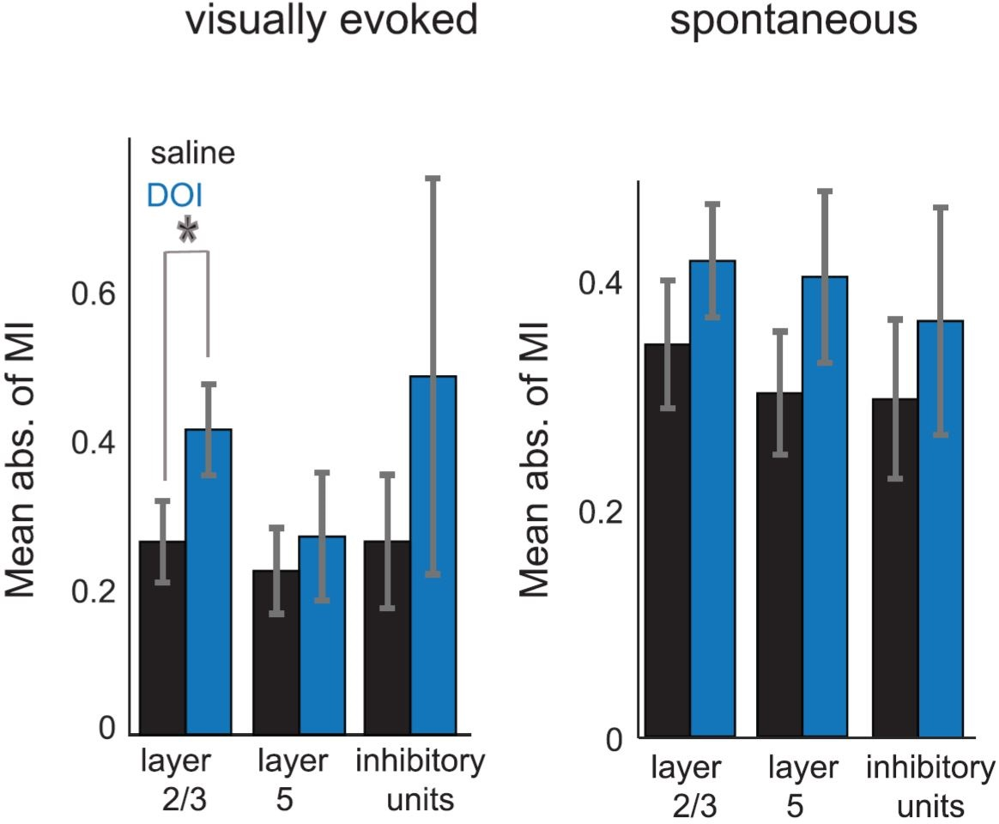 visually evoked
saline
DOI
*
0.6
0.4
0.2
0
Mean abs. of MI
layer
2/3
layer
5
inhibitory
units
spontaneous
0.4
0.2
0
Mean abs. of MI
layer
2/3
layer
5
inhibitory
units